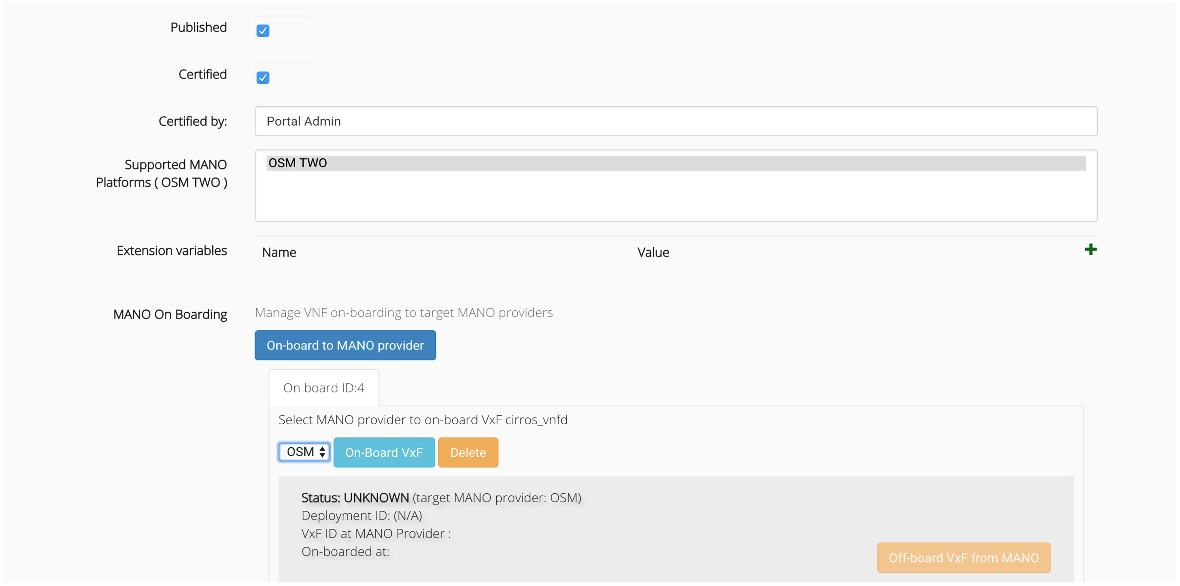 Published
Certified
Certified by:
Portal Admin
Supported MANO
Platforms ( OSM TWO )
OSM TWO
Extension variables
Name
Value
MANO On Boarding
Manage VNF on-boarding to target MANO providers
On-board to MANO provider
On board ID:4
Select MANO provider to on-board VxF cirros_vnfd
OSM
On-Board VxF
Delete
Status: UNKNOWN (target MANO provider: OSM)
Deployment ID: (N/A)
VxF ID at MANO Provider :
On-boarded at:
Off-board VxF from MANO